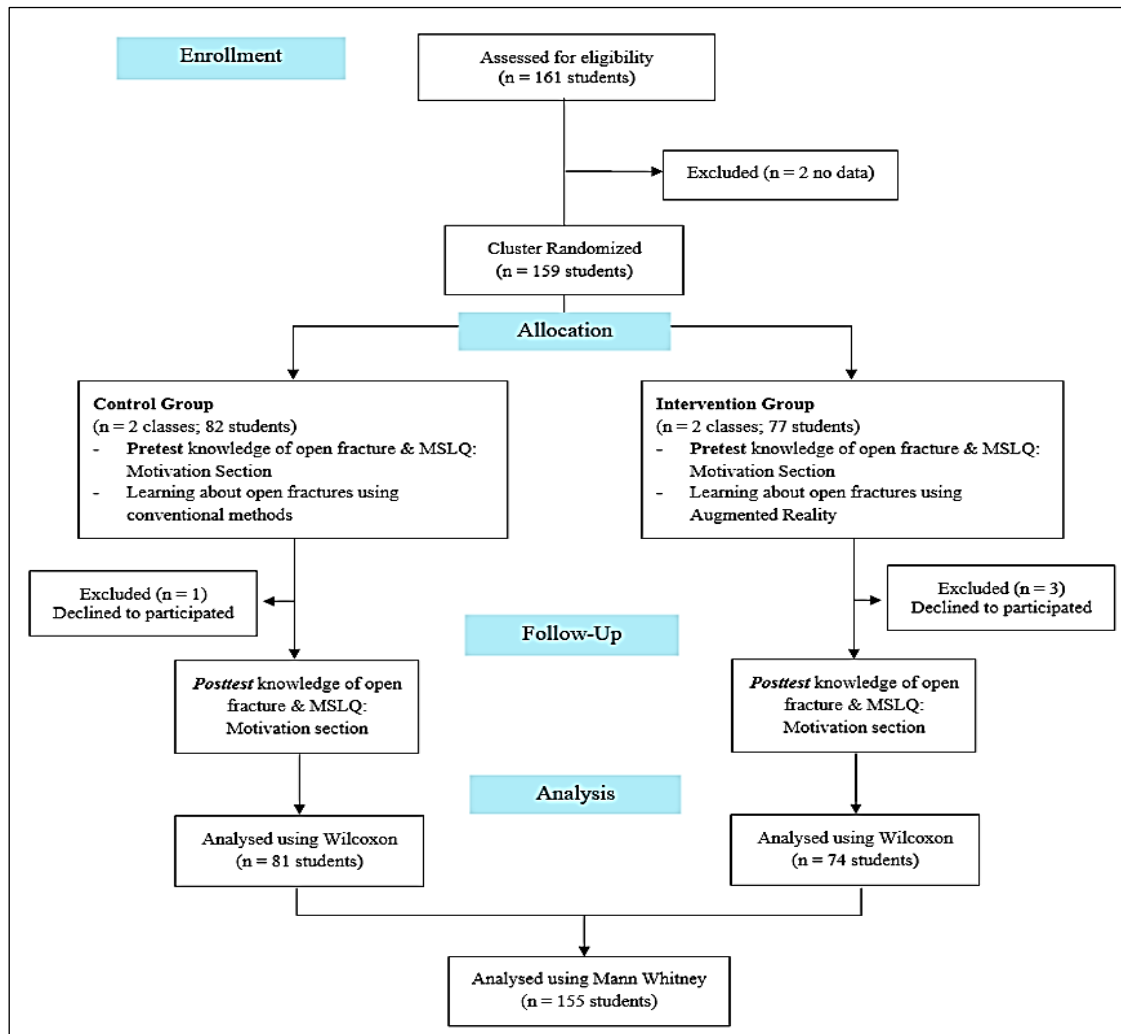 Enrollment
Assessed for eligibility
(n = 161 students)
Excluded (n = 2 no data)
Cluster Randomized
(n = 159 students)
Allocation
Control Group
(n = 2 classes; 82 students)
- Pretest knowledge of open fracture & MSLQ:
Motivation Section
- Learning about open fractures using
conventional methods
Intervention Group
(n = 2 classes; 77 students)
- Pretest knowledge of open fracture & MSLQ:
Motivation Section
- Learning about open fractures using
Augmented Reality
Excluded (n = 1)
Declined to participated
Excluded (n = 3)
Declined to participated
Follow-Up
Posttest knowledge of open
fracture & MSLQ:
Motivation section
Posttest knowledge of open
fracture & MSLQ:
Motivation section
Analysis
Analysed using Wilcoxon
(n = 81 students)
Analysed using Wilcoxon
(n = 74 students)
Analysed using Mann Whitney
(n = 155 students)